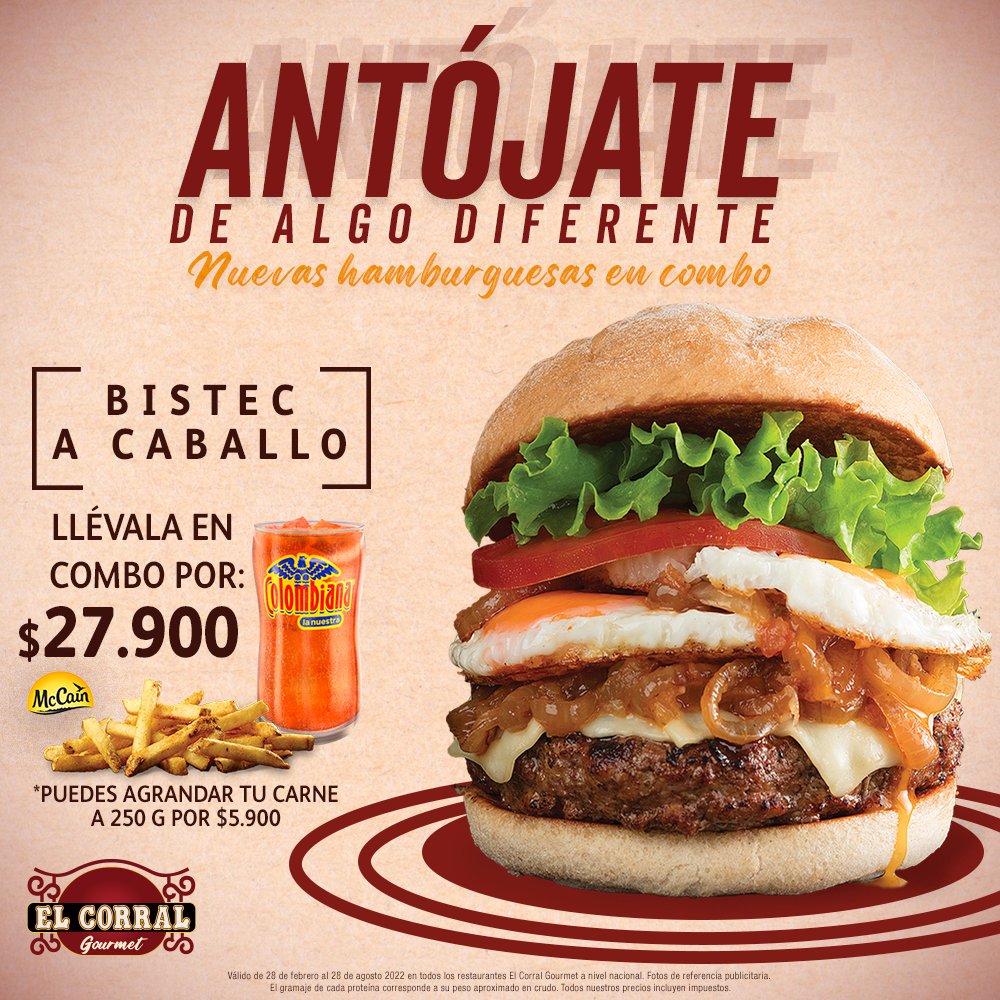 ANTÓJATE
DE ALGO DIFERENTE
Nuevas hamburguesas en combo
BISTEC
A CABALLO
LLÉVALA EN
COMBO POR:
$27.900
Colombiana
la nuestra
McCain
*PUEDES AGRANDAR TU CARNE
A 250 G POR $5.900
EL CORRAL
Gourmet
Válido de 28 de febrero al 28 de agosto 2022 en todos los restaurantes El Corral Gourmet a nivel nacional. Fotos de referencia publicitaria.
El gramaje de cada proteína corresponde a su peso aproximado en crudo. Todos nuestros precios incluyen impuestos.